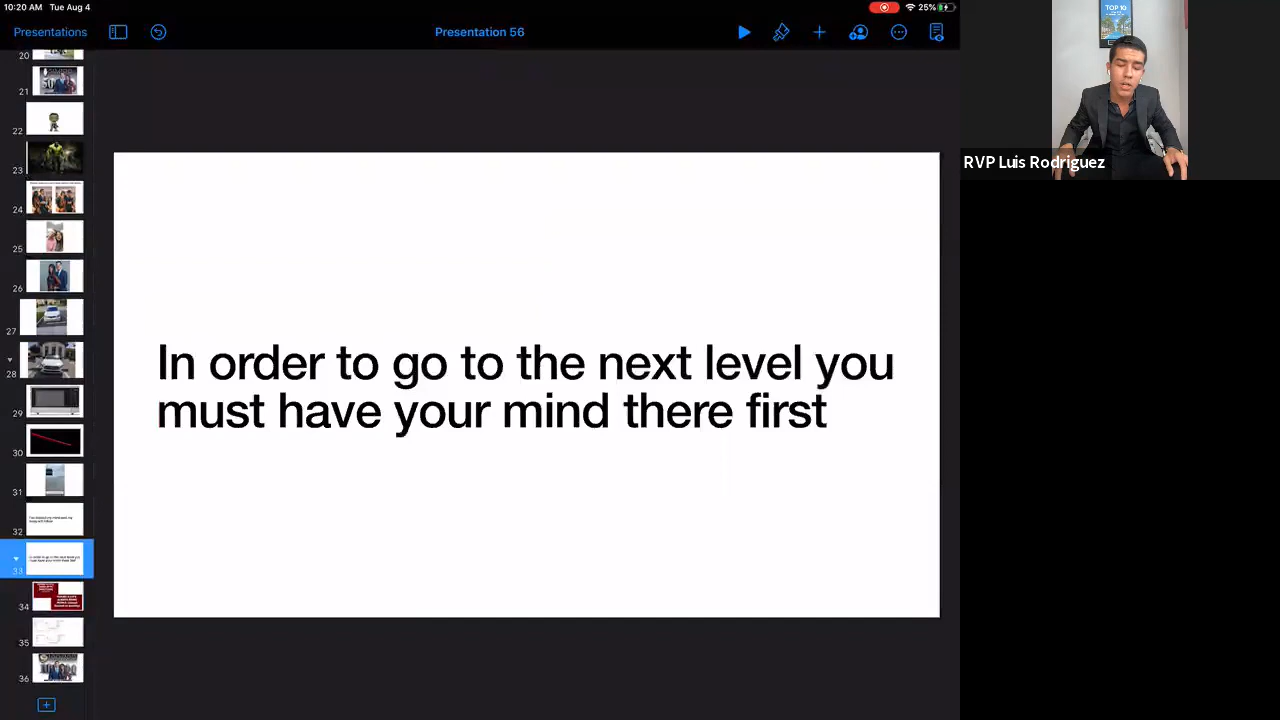 10:20 AM Tue Aug 4
25%
Presentations
Presentation 56
TOP 10
RVP Luis Rodriguez
In order to go to the next level you
must have your mind there first
20
21
22
23
24
25
26
27
28
29
30
31
32
33
34
35
36